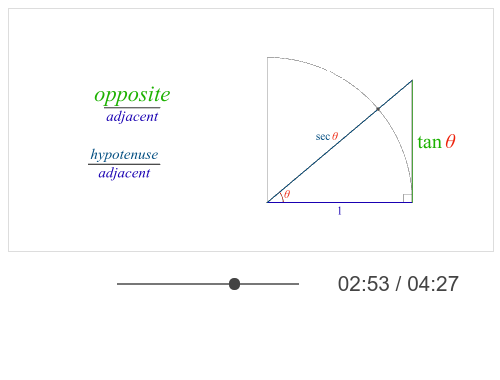 opposite
adjacent
hypotenuse
adjacent
sec θ
tan θ
θ
1
02:53 / 04:27